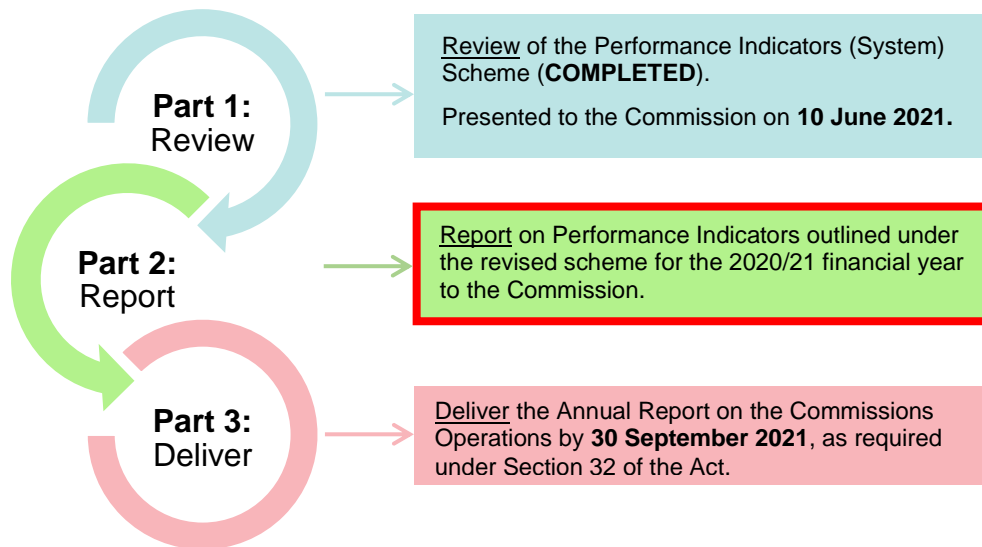 Part 1:
Review
Review of the Performance Indicators (System)
Scheme (COMPLETED).
Presented to the Commission on 10 June 2021.
Part 2:
Report
Report on Performance Indicators outlined under
the revised scheme for the 2020/21 financial year
to the Commission.
Part 3:
Deliver
Deliver the Annual Report on the Commissions
Operations by 30 September 2021, as required
under Section 32 of the Act.